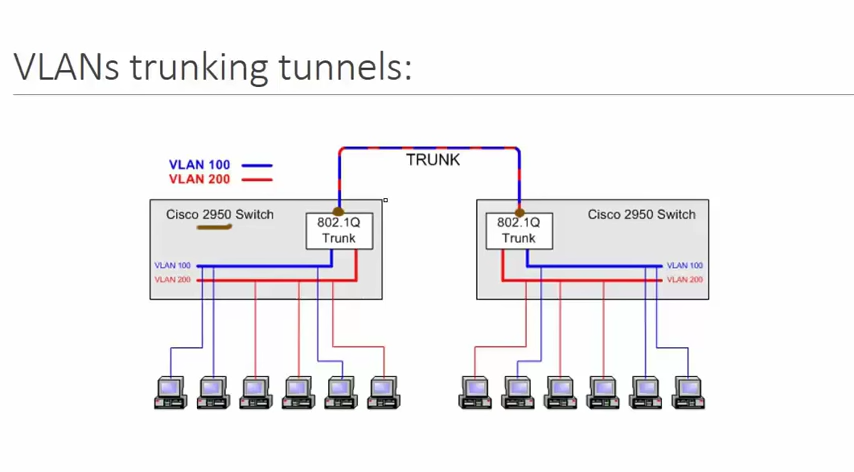 VLANs trunking tunnels:
TRUNK
VLAN 100
VLAN 200
Cisco 2950 Switch
802.1Q
Trunk
VLAN 100
VLAN 200
802.1Q
Trunk
Cisco 2950 Switch
VLAN 100
VLAN 200